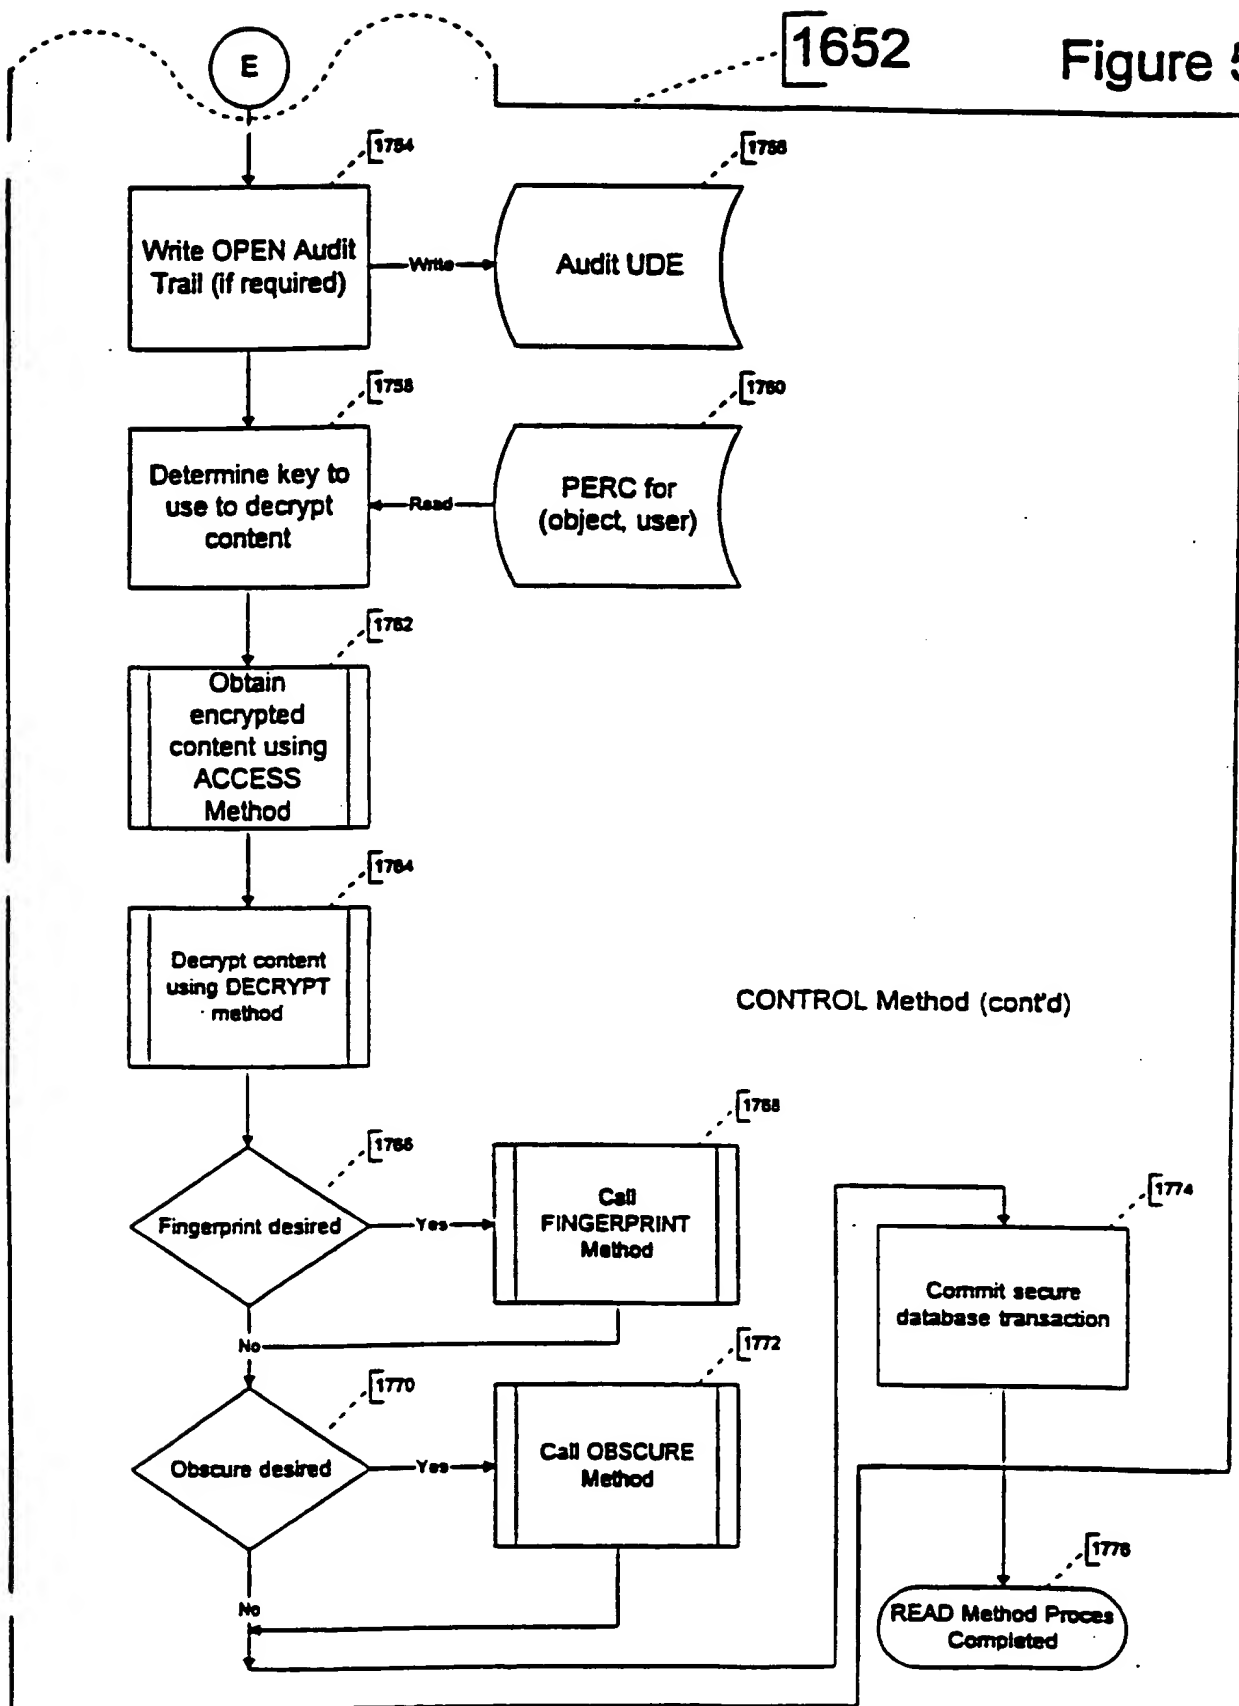 E
1652
Figure 5
1754
1756
Write OPEN Audit
Trail (if required)
Write
Audit UDE
1758
1760
Determine key to
use to decrypt
content
Read
PERC for
(object, user)
1762
Obtain
encrypted
content using
ACCESS
Method
1764
Decrypt content
using DECRYPT
method
CONTROL Method (cont'd)
1766
1768
Fingerprint desired
Yes
Call
FINGERPRINT
Method
1774
Commit secure
database transaction
No
1770
1772
Obscure desired
Yes
Call OBSCURE
Method
1776
No
READ Method Proces
Completed